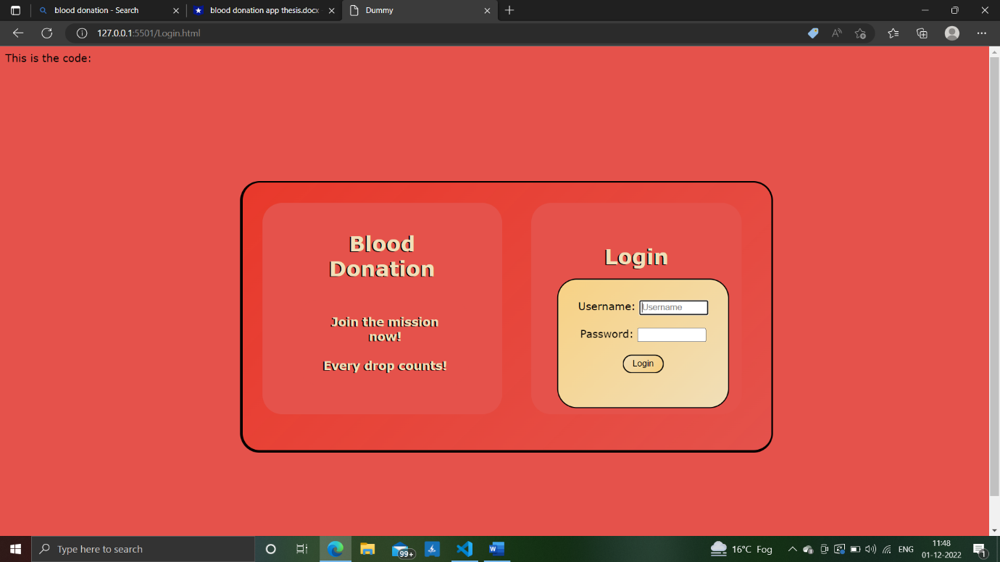 blood donation - Search
blood donation app thesis.docx
Dummy
127.0.0.1:5501/Login.html
This is the code:
Blood
Donation
Join the mission
now!
Every drop counts!
Login
Username: Username
Password:
Login
Type here to search
99+
16°C Fog
ENG
11:48
01-12-2022
1